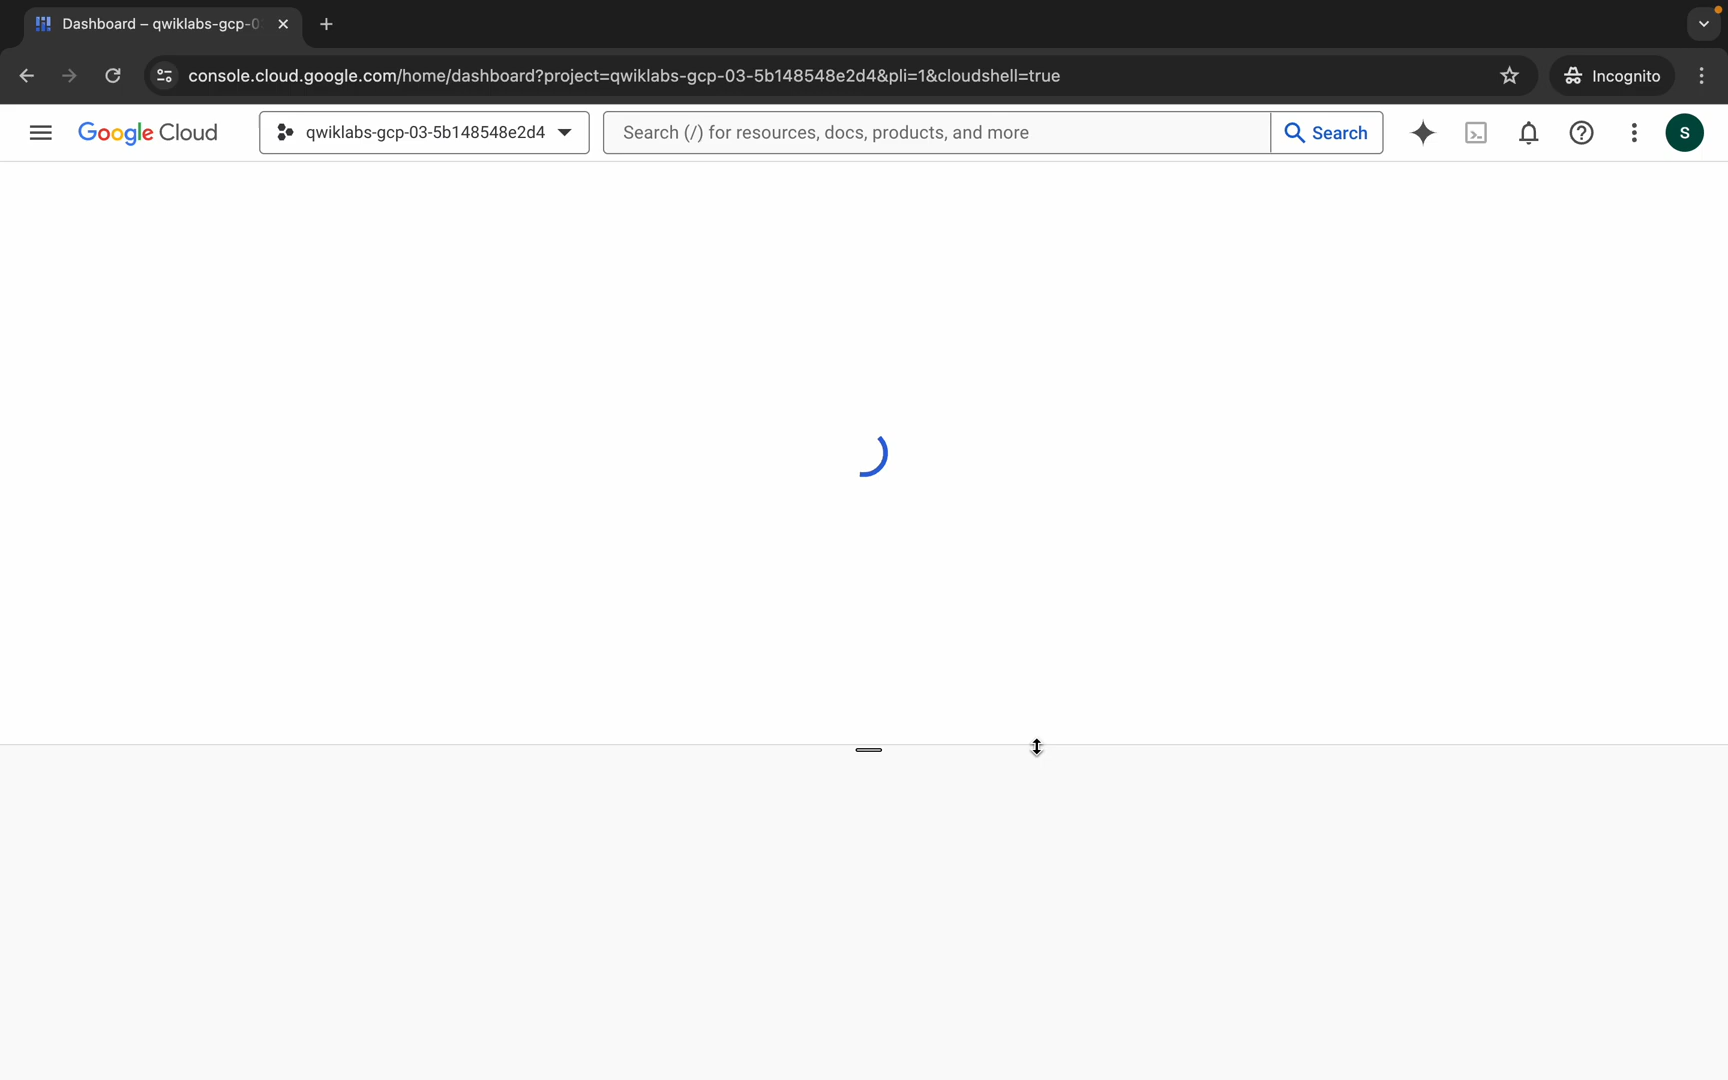 Dashboard – qwiklabs-gcp-0
console.cloud.google.com/home/dashboard?project=qwiklabs-gcp-03-5b148548e2d4&pli=1&cloudshell=true
Incognito
Google Cloud
qwiklabs-gcp-03-5b148548e2d4
Search (/) for resources, docs, products, and more
Search
S